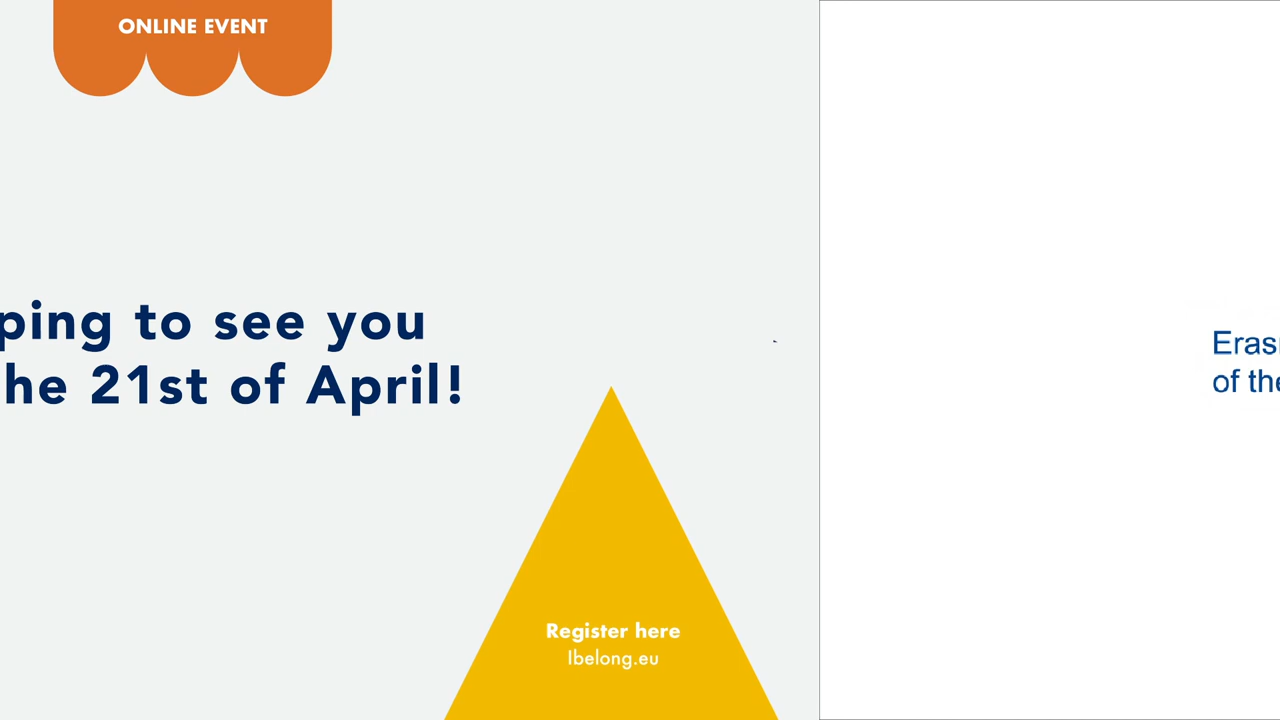 ONLINE EVENT
ping to see you
he 21st of April!
Register here
Ibelong.eu
Eras
of the